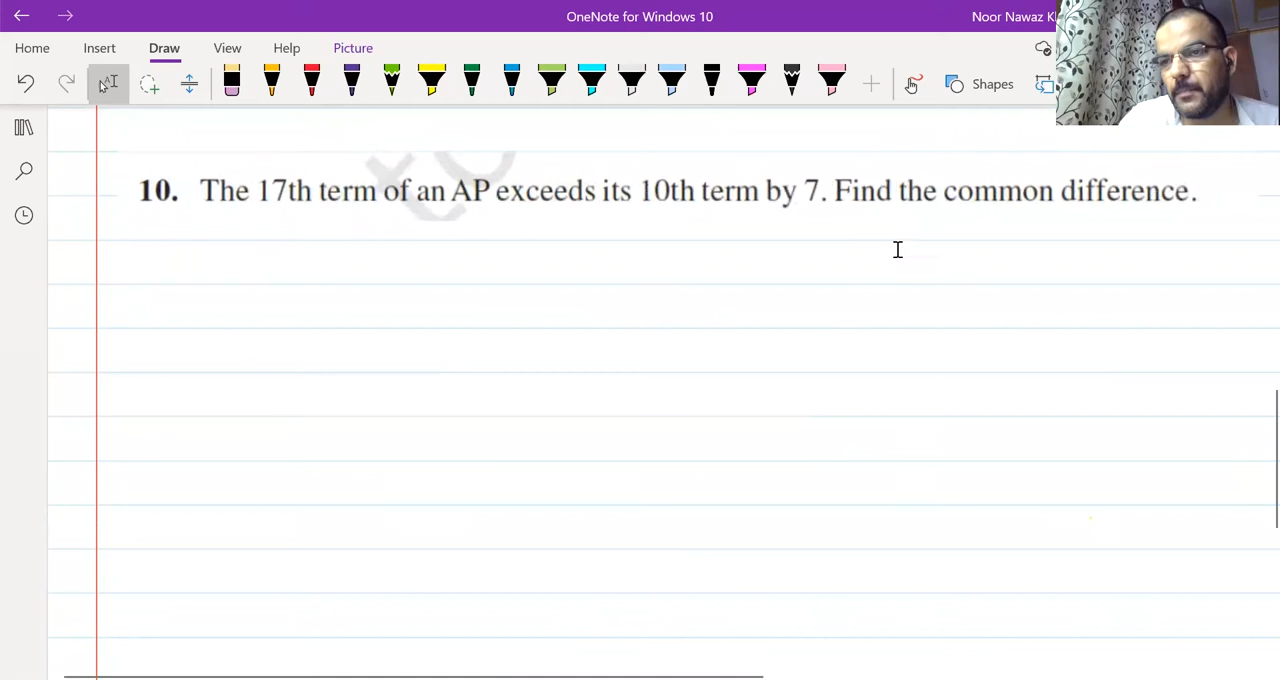 OneNote for Windows 10
Noor Nawaz
Home Insert Draw View Help Picture
Shapes
10. The 17th term of an AP exceeds its 10th term by 7. Find the common difference.